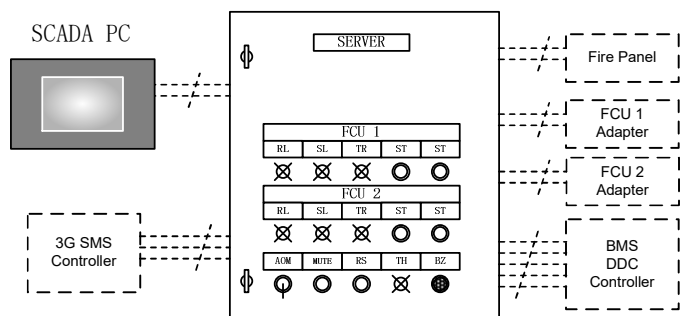 SCADA PC
SERVER
Fire Panel
FCU 1
Adapter
FCU 2
Adapter
FCU 1
RL SL TR ST ST
FCU 2
RL SL TR ST ST
3G SMS
Controller
BMS
DDC
Controller
AOM MUTE RS TH BZ